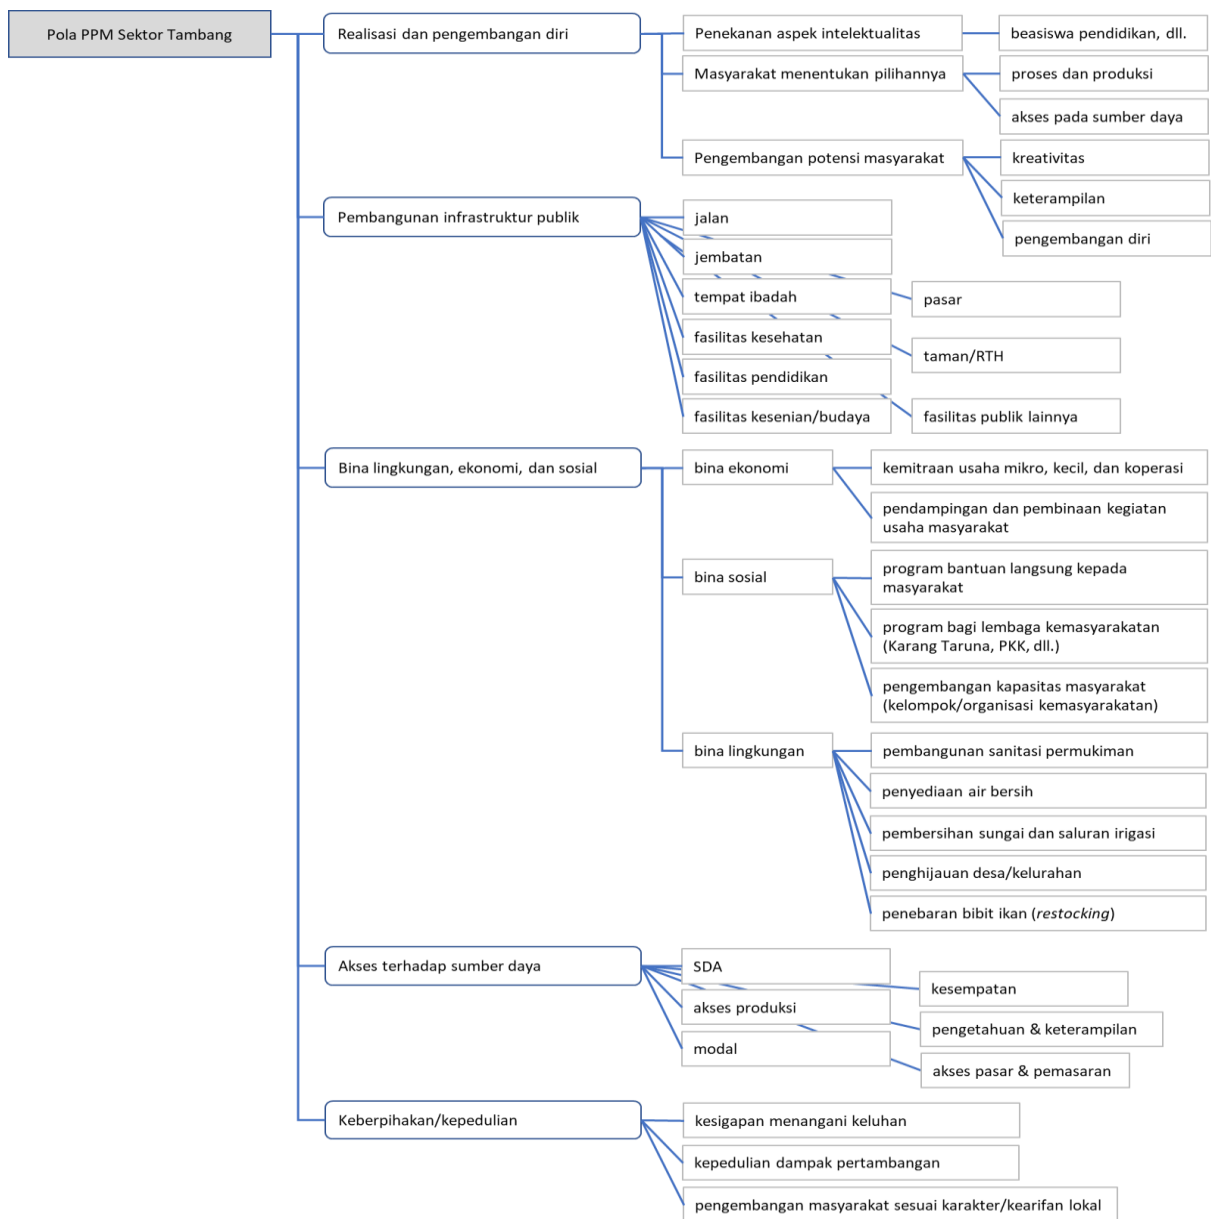 Pola PPM Sektor Tambang
Realisasi dan pengembangan diri
Penekanan aspek intelektualitas
beasiswa pendidikan, dll.
Masyarakat menentukan pilihannya
proses dan produksi
akses pada sumber daya
Pengembangan potensi masyarakat
kreativitas
keterampilan
pengembangan diri
Pembangunan infrastruktur publik
jalan
jembatan
tempat ibadah
fasilitas kesehatan
fasilitas pendidikan
fasilitas kesenian/budaya
pasar
taman/RTH
fasilitas publik lainnya
Bina lingkungan, ekonomi, dan sosial
bina ekonomi
kemitraan usaha mikro, kecil, dan koperasi
pendampingan dan pembinaan kegiatan
usaha masyarakat
bina sosial
program bantuan langsung kepada
masyarakat
program bagi lembaga kemasyarakatan
(Karang Taruna, PKK, dll.)
pengembangan kapasitas masyarakat
(kelompok/organisasi kemasyarakatan)
bina lingkungan
pembangunan sanitasi permukiman
penyediaan air bersih
pembersihan sungai dan saluran irigasi
penghijauan desa/kelurahan
penebaran bibit ikan (restocking)
Akses terhadap sumber daya
SDA
akses produksi
modal
kesempatan
pengetahuan & keterampilan
akses pasar & pemasaran
Keberpihakan/kepedulian
kesigapan menangani keluhan
kepedulian dampak pertambangan
pengembangan masyarakat sesuai karakter/kearifan lokal